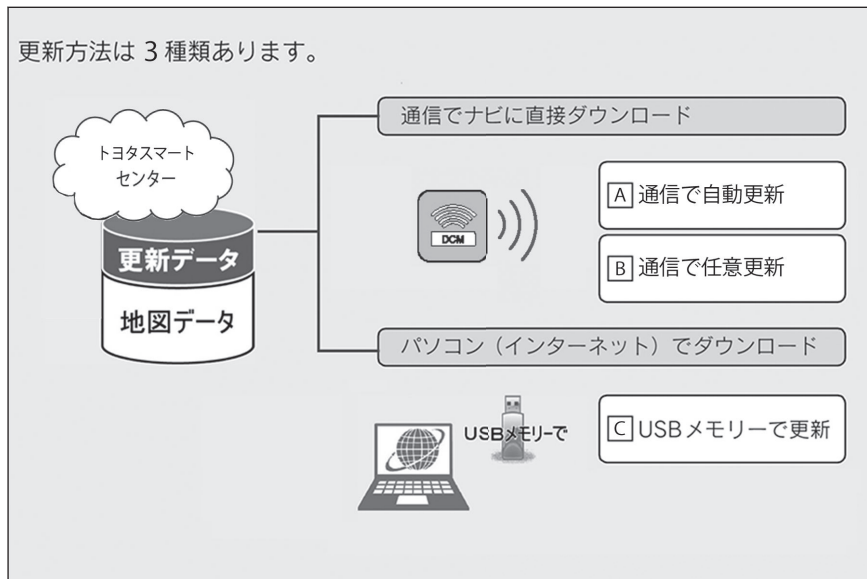 更新方法は 3 種類あります。
通信でナビに直接ダウンロード
トヨタスマート
センター
更新データ
地図データ
DCM
A 通信で自動更新
B 通信で任意更新
パソコン（インターネット）でダウンロード
USBメモリーで
C USBメモリーで更新